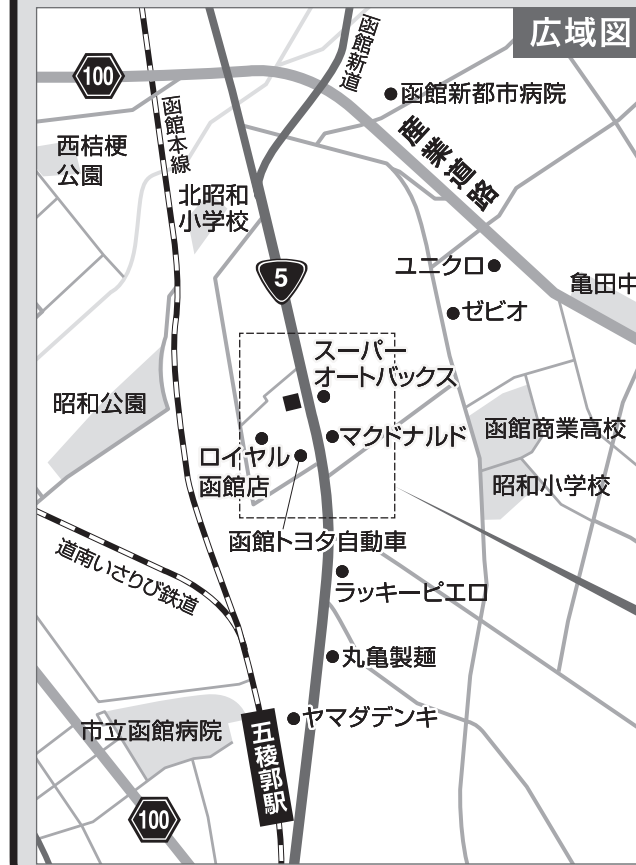 広域図
100
函館新道
函館新都市病院
函館本線
産業道路
西桔梗
公園
北昭和
小学校
5
ユニクロ
亀田中
ゼビオ
スーパー
オートバックス
昭和公園
マクドナルド
函館商業高校
ロイヤル
函館店
昭和小学校
函館トヨタ自動車
道南いさりび鉄道
ラッキーピエロ
丸亀製麺
市立函館病院
ヤマダデンキ
五稜郭駅
100